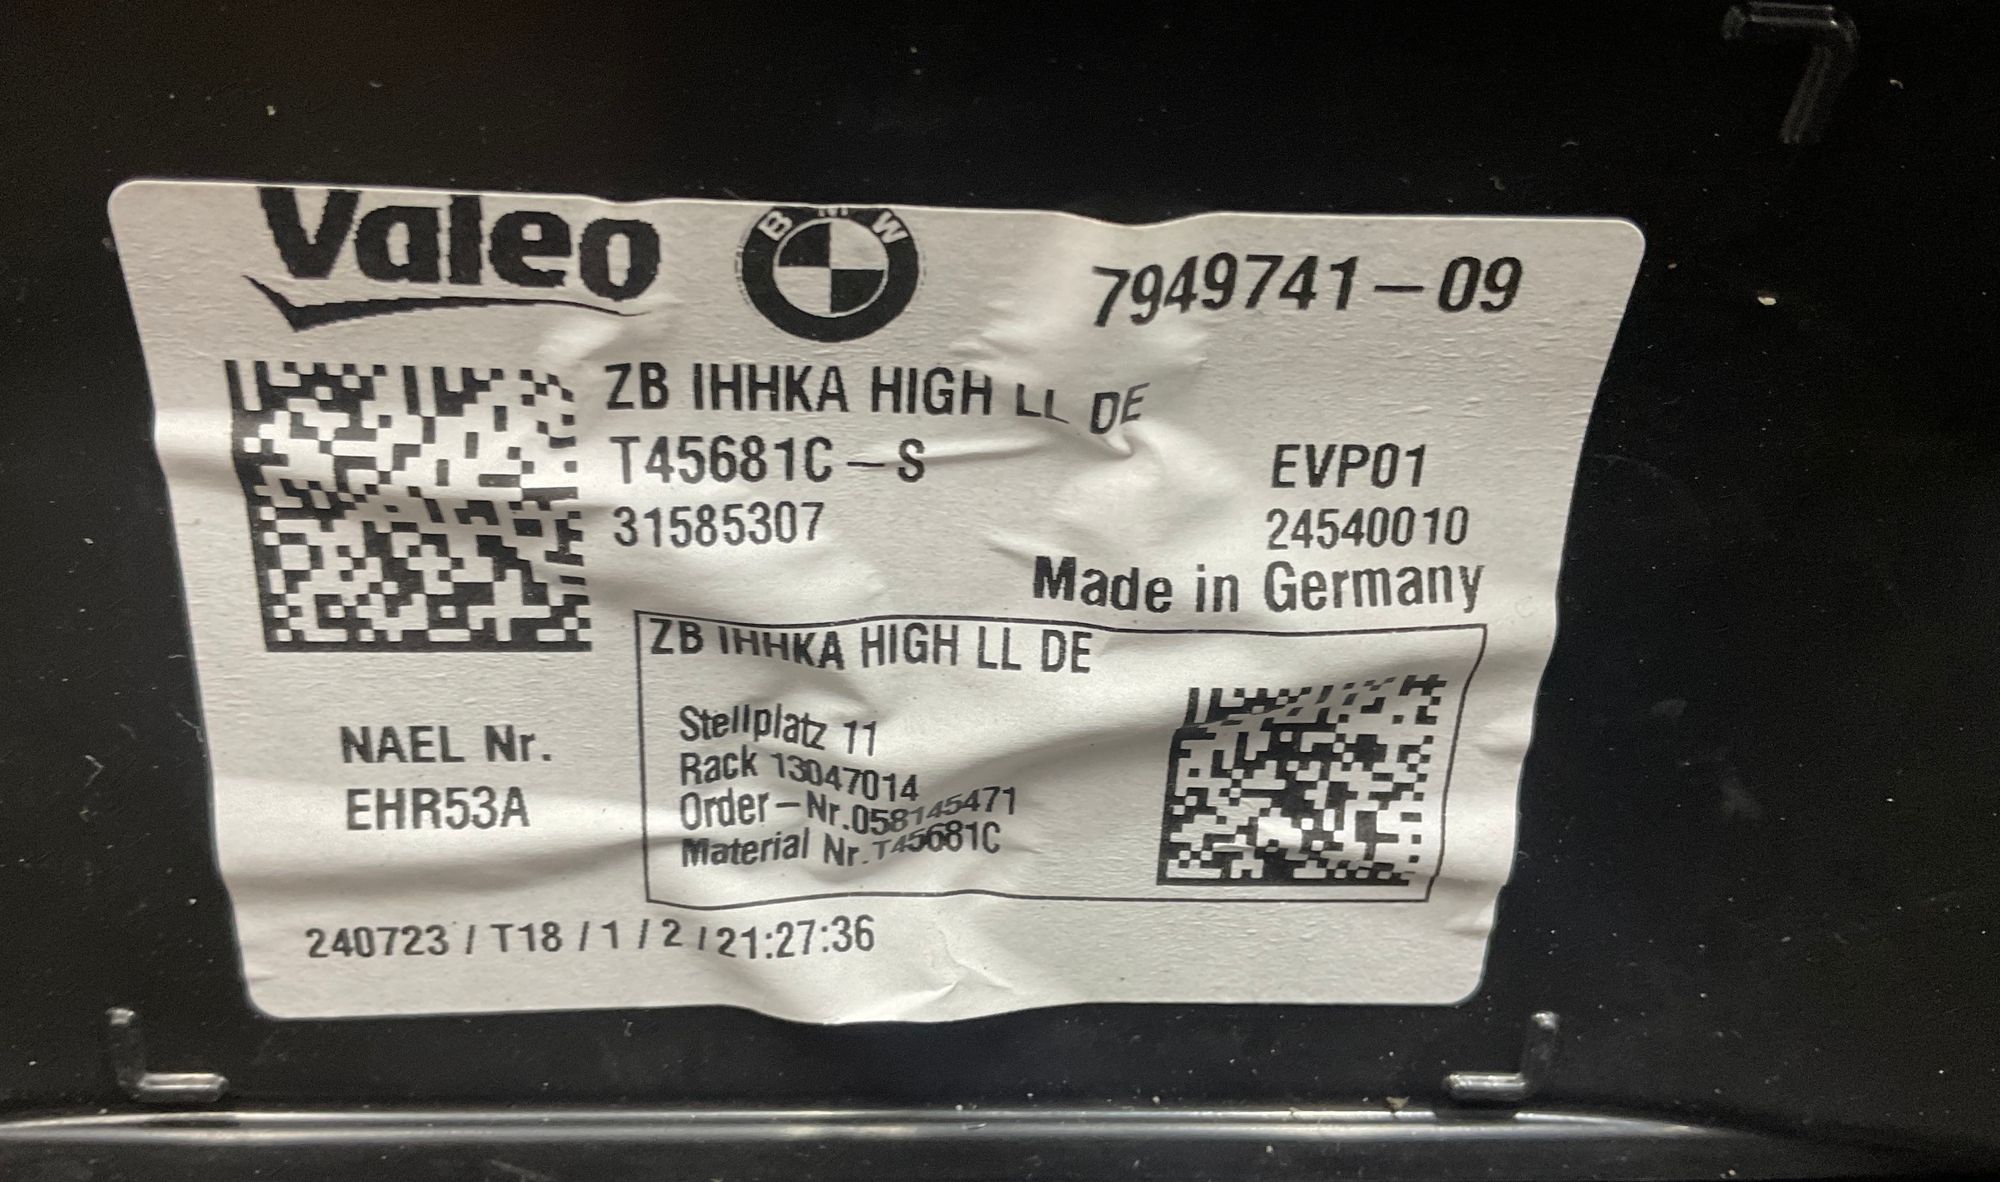 Valeo
BMW
7949741-09
ZB IHHKA HIGH LL DE
T45681C-S
EVP01
31585307
24540010
Made in Germany
ZB IHHKA HIGH LL DE
Stellplatz 11
Rack 13047014
Order-Nr.058145471
Material Nr.T45681C
NAEL Nr.
EHR53A
240723/T18/1/2/21:27:36